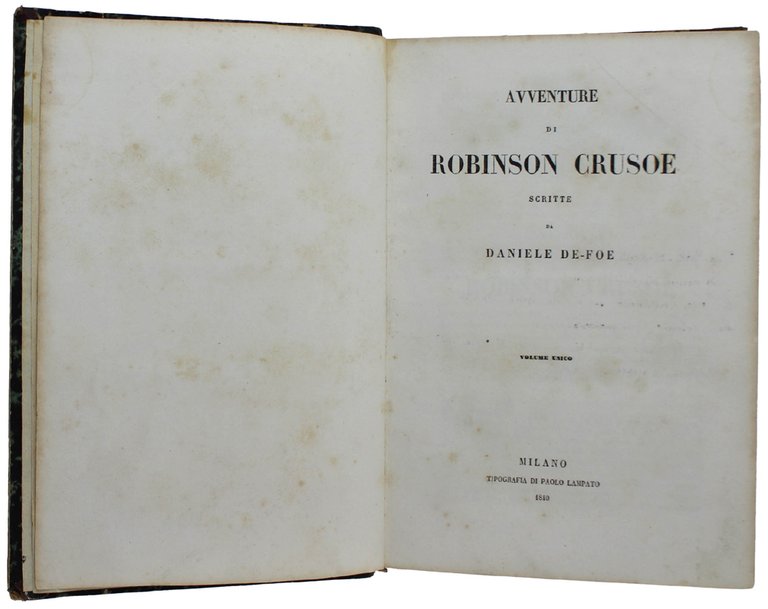 AVVENTURE
DI
ROBINSON CRUSOE
SCRITTE
DA
DANIELE DE-FOE
VOLUME UNICO
MILANO
TIPOGRAFIA DI PAOLO LAMPATO
1840